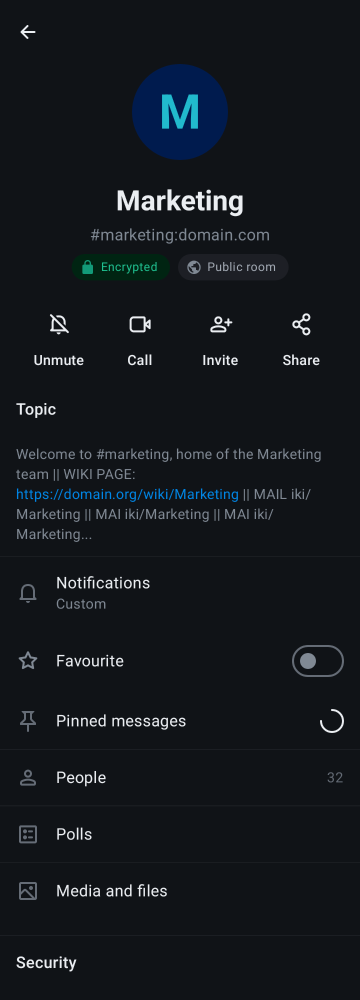 M
Marketing
#marketing:domain.com
Encrypted
Public room
Unmute
Call
Invite
Share
Topic
Welcome to #marketing, home of the Marketing
team || WIKI PAGE:
https://domain.org/wiki/Marketing || MAIL iki/
Marketing || MAI iki/Marketing || MAI iki/
Marketing...
Notifications
Custom
Favourite
Pinned messages
People
32
Polls
Media and files
Security